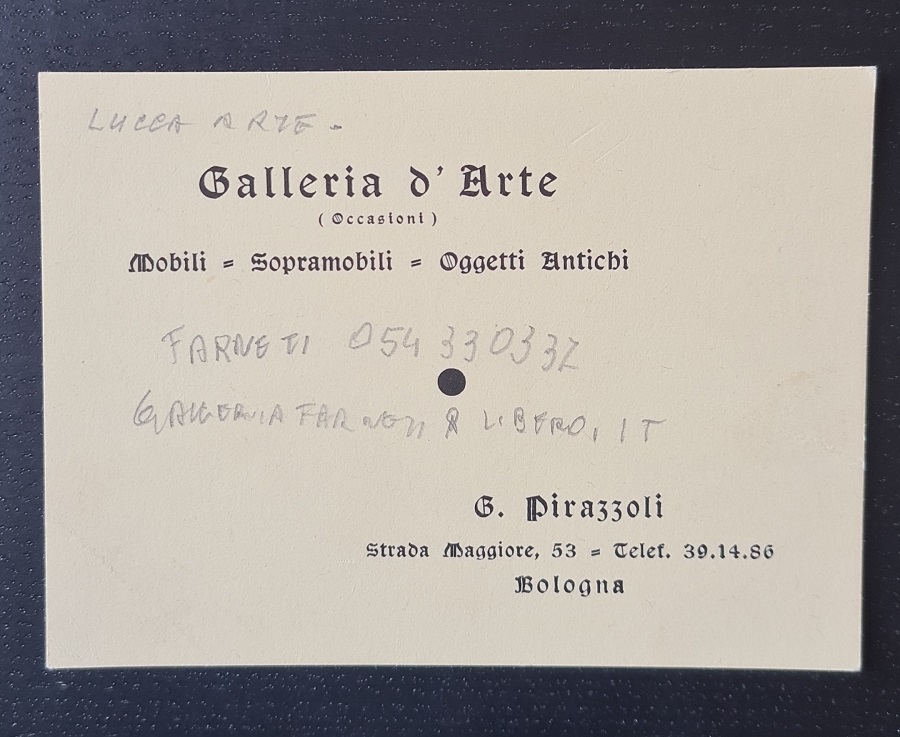 LUCCA ARTE -
Galleria d'Arte
(Occasioni)
Mobili = Sopramobili = Oggetti Antichi
FARNETI 054 330332
GALLERIA FARNETI @ LIBERO, IT
G. Pirazzoli
Strada Maggiore, 53 = Telef. 39.14.86
Bologna